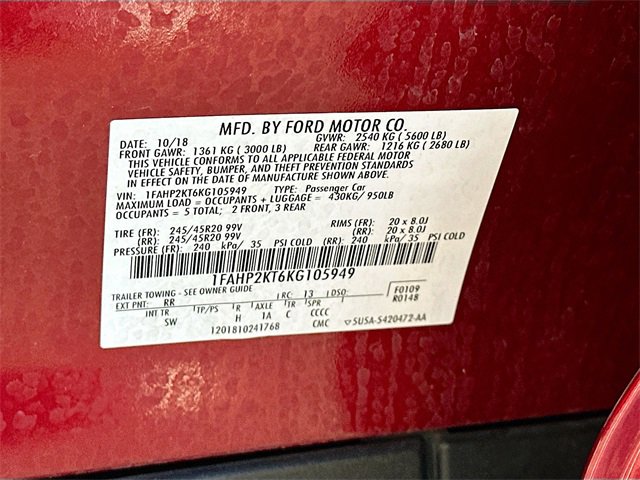 MFD. BY FORD MOTOR CO.
DATE: 10/18 GVWR: 2540 KG ( 5600 LB)
FRONT GAWR: 1361 KG ( 3000 LB) REAR GAWR: 1216 KG ( 2680 LB)
THIS VEHICLE CONFORMS TO ALL APPLICABLE FEDERAL MOTOR
VEHICLE SAFETY, BUMPER, AND THEFT PREVENTION STANDARDS
IN EFFECT ON THE DATE OF MANUFACTURE SHOWN ABOVE.
VIN: 1FAHP2KT6KG105949 TYPE: Passenger Car
MAXIMUM LOAD = OCCUPANTS + LUGGAGE = 430KG/ 950LB
OCCUPANTS = 5 TOTAL; 2 FRONT, 3 REAR
TIRE (FR): 245/45R20 99V RIMS (FR): 20 x 8.0J
(RR): 245/45R20 99V (RR): 20 x 8.0J
PRESSURE (FR): 240 kPa/ 35 PSI COLD (RR): 240 kPa/ 35 PSI COLD
1FAHP2KT6KG105949
TRAILER TOWING - SEE OWNER GUIDE
EXT PNT: RR RC: 13 DSO: F0109
INT TR TP/PS R AXLE TR SPR R0148
SW H 1A C CCCC
1201810241768 CMC ▽SU5A-S420472-AA